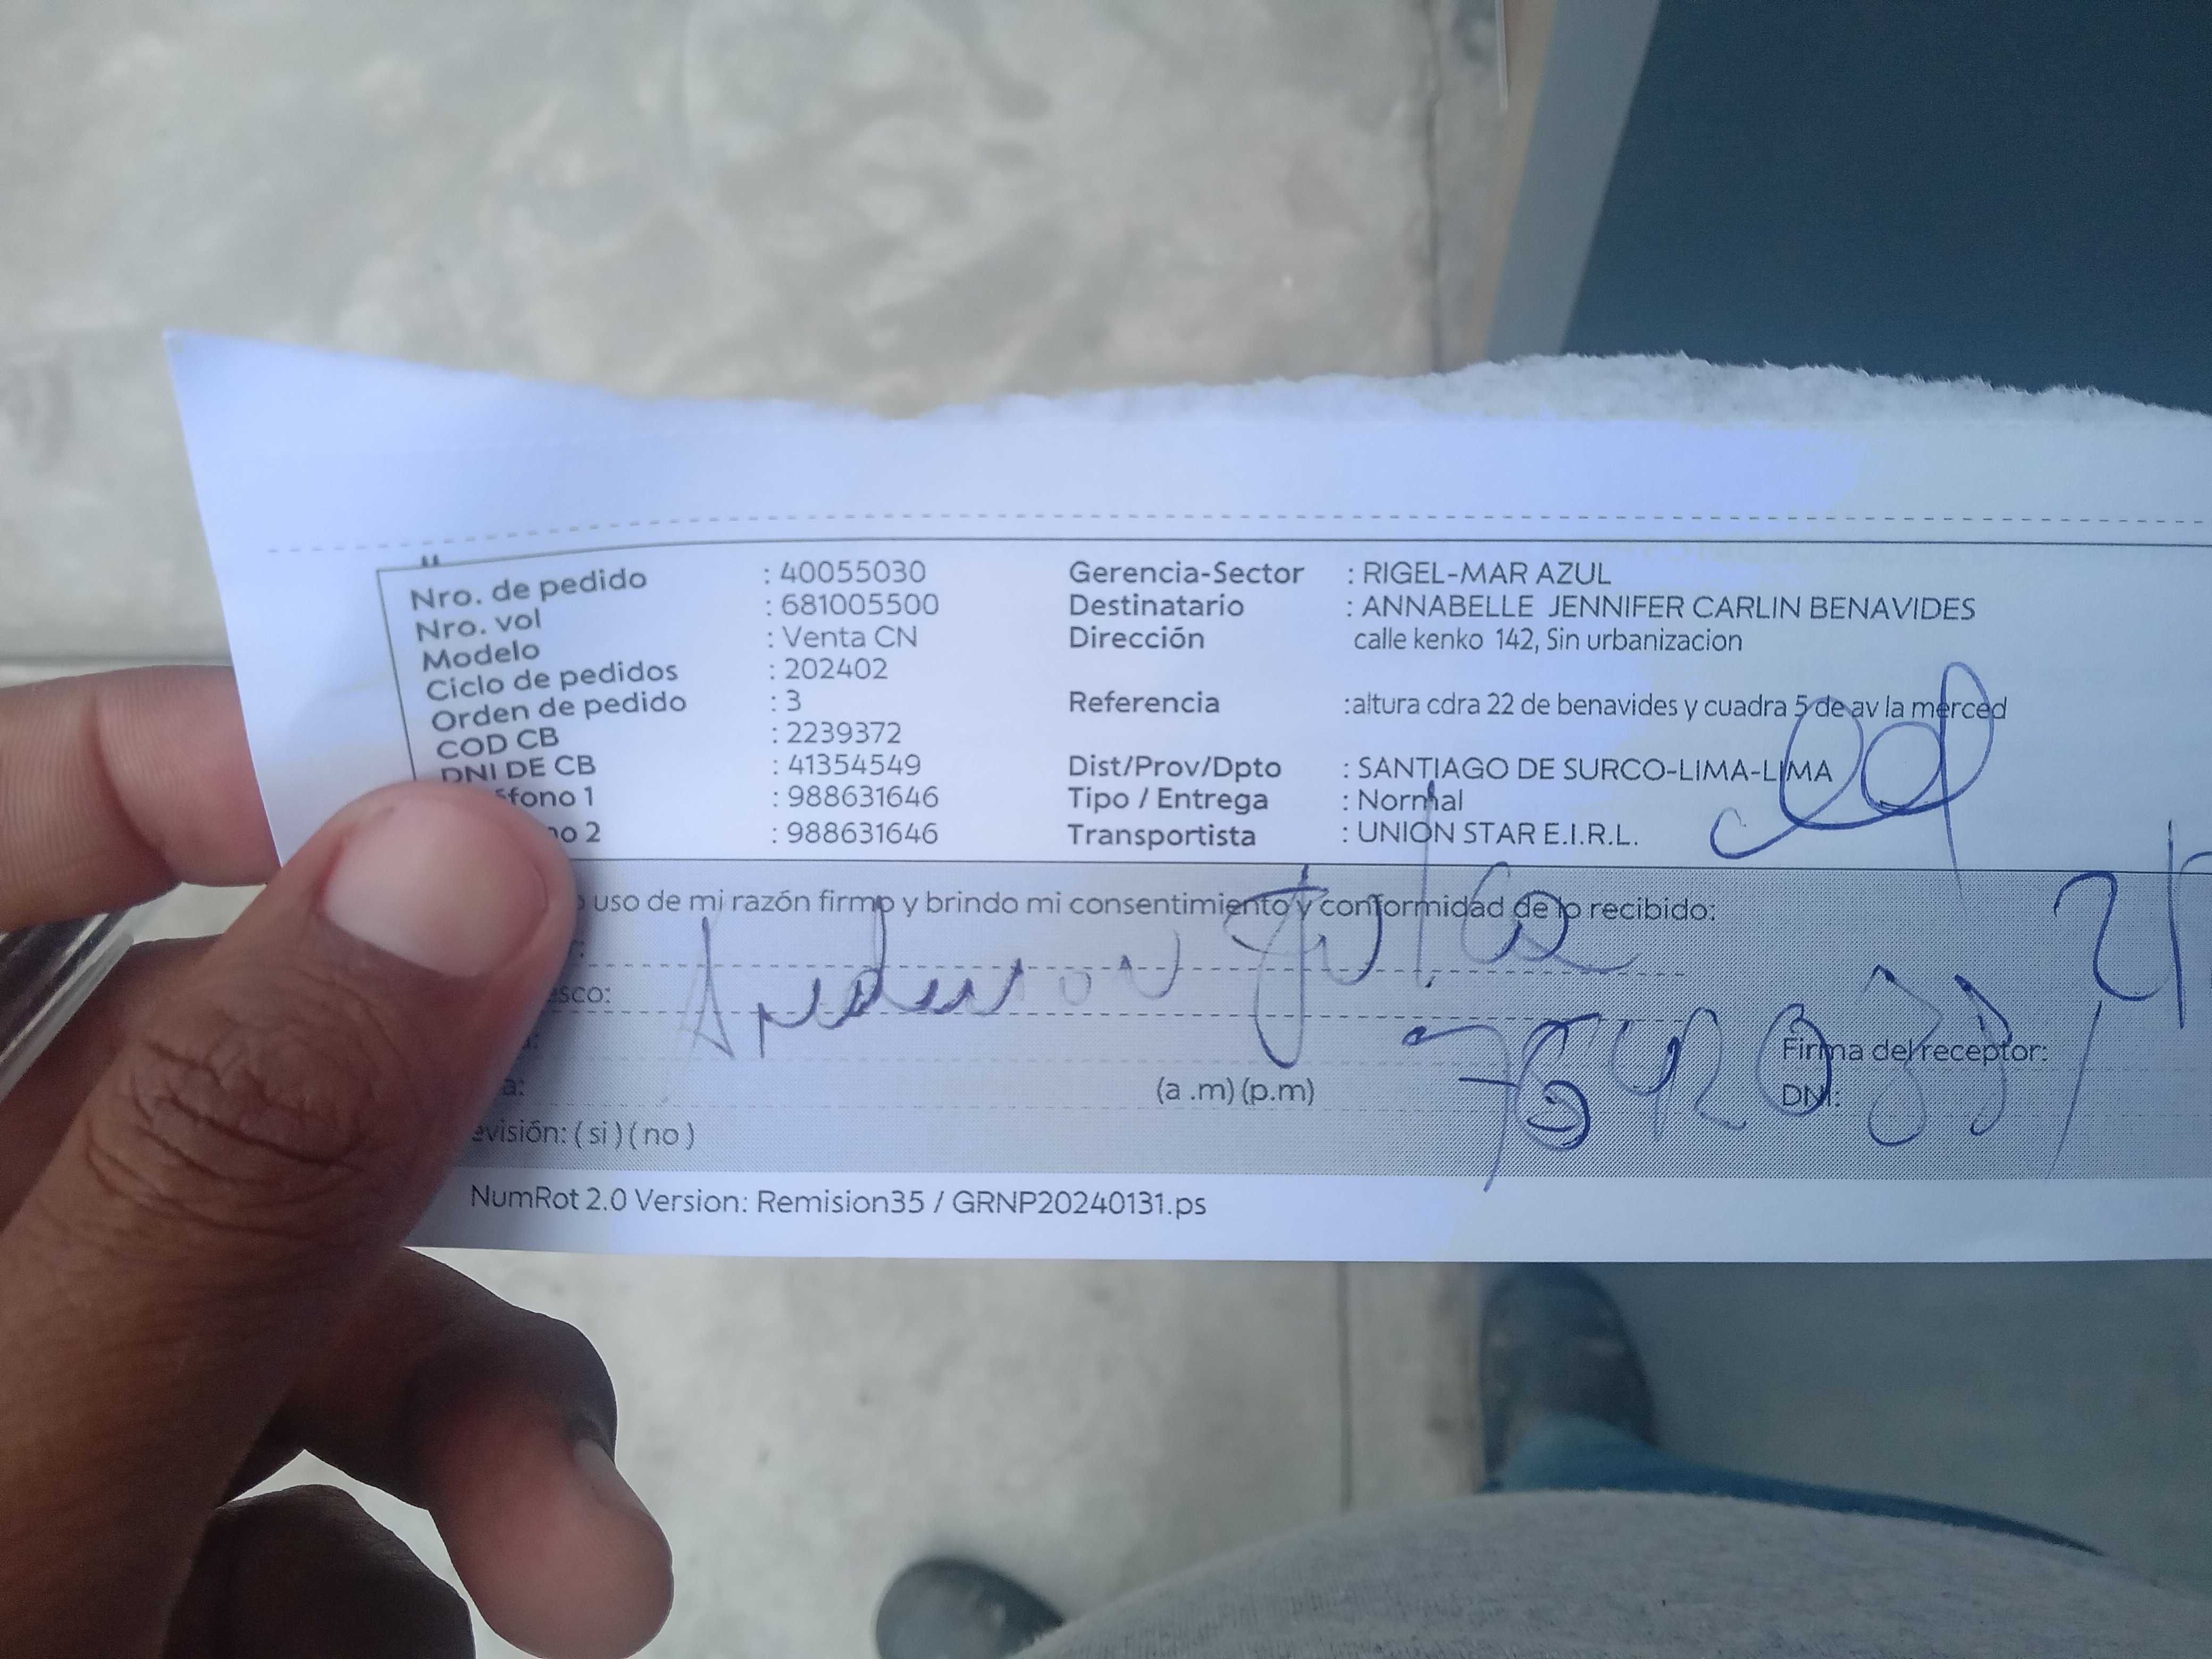 Nro. de pedido : 40055030 Gerencia-Sector : RIGEL-MAR AZUL
Nro. vol : 681005500 Destinatario : ANNABELLE JENNIFER CARLIN BENAVIDES
Modelo : Venta CN Dirección calle kenko 142, Sin urbanizacion
Ciclo de pedidos : 202402
Orden de pedido : 3 Referencia :altura cdra 22 de benavides y cuadra 5 de av la merced
COD CB : 2239372
DNI DE CB : 41354549 Dist/Prov/Dpto : SANTIAGO DE SURCO-LIMA-LIMA
éfono 1 : 988631646 Tipo / Entrega : Normal
no 2 : 988631646 Transportista : UNION STAR E.I.R.L.
uso de mi razón firmo y brindo mi consentimiento y conformidad de lo recibido:
esco:
Firma del receptor:
a: (a .m) (p.m) DNI:
evisión: ( si ) ( no )
NumRot 2.0 Version: Remision35 / GRNP20240131.ps